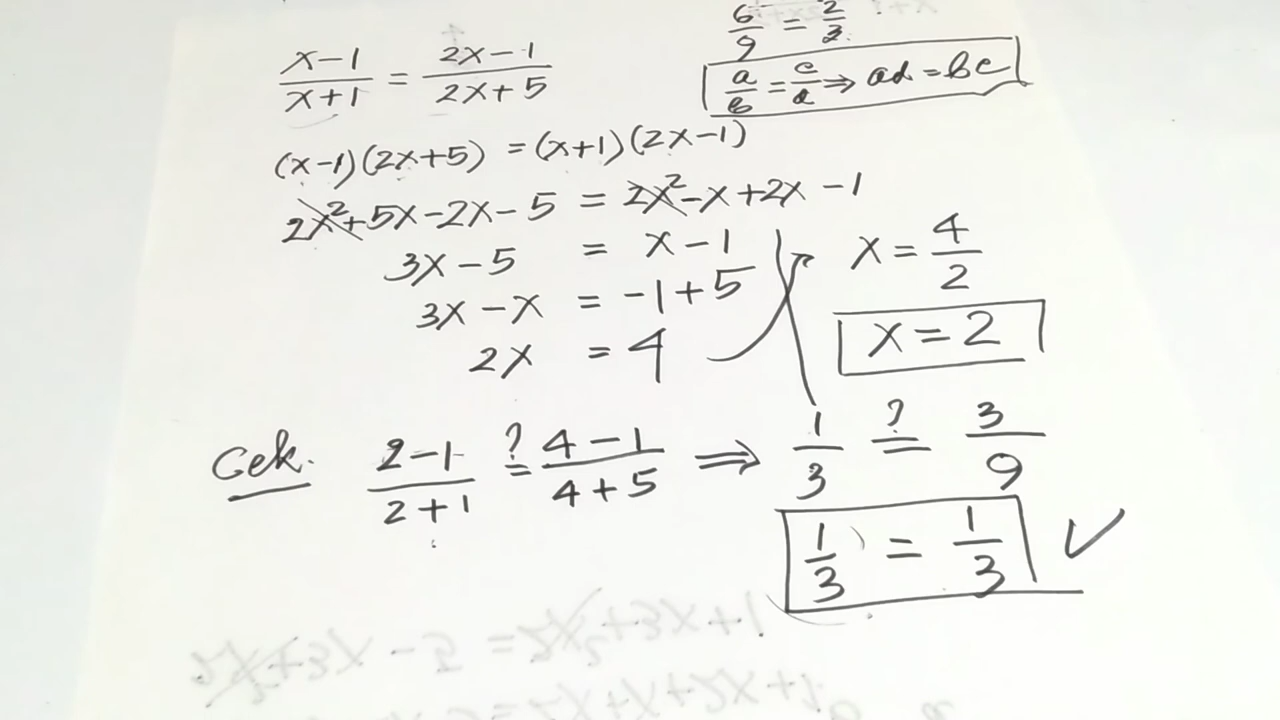 6/9 = 2/3
(x-1)/(x+1) = (2x-1)/(2x+5)
a/b = c/d ⇒ ad = bc
(x-1)(2x+5) = (x+1)(2x-1)
2x²+5x-2x-5 = 2x²-x+2x-1
3x-5 = x-1
3x-x = -1+5
2x = 4
x = 4/2
x = 2
Cek. (2-1)/(2+1) ?= (4-1)/(4+5) ⇒ 1/3 ?= 3/9
1/3 = 1/3 ✓